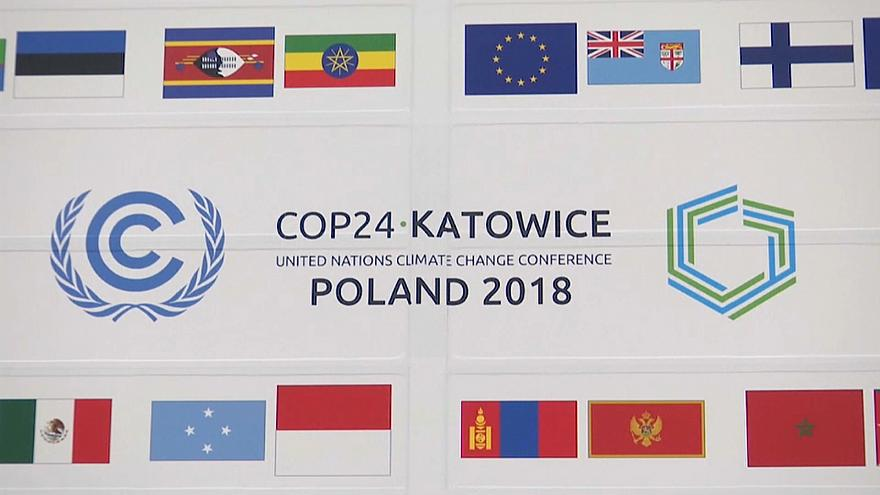 COP24·KATOWICE
UNITED NATIONS CLIMATE CHANGE CONFERENCE
POLAND 2018